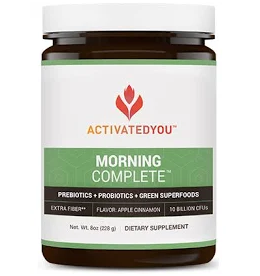 ACTIVATEDYOU™
MORNING
COMPLETE™
PREBIOTICS + PROBIOTICS + GREEN SUPERFOODS
EXTRA FIBER** FLAVOR: APPLE CINNAMON 10 BILLION CFUs
Net. Wt. 8oz (228 g) DIETARY SUPPLEMENT